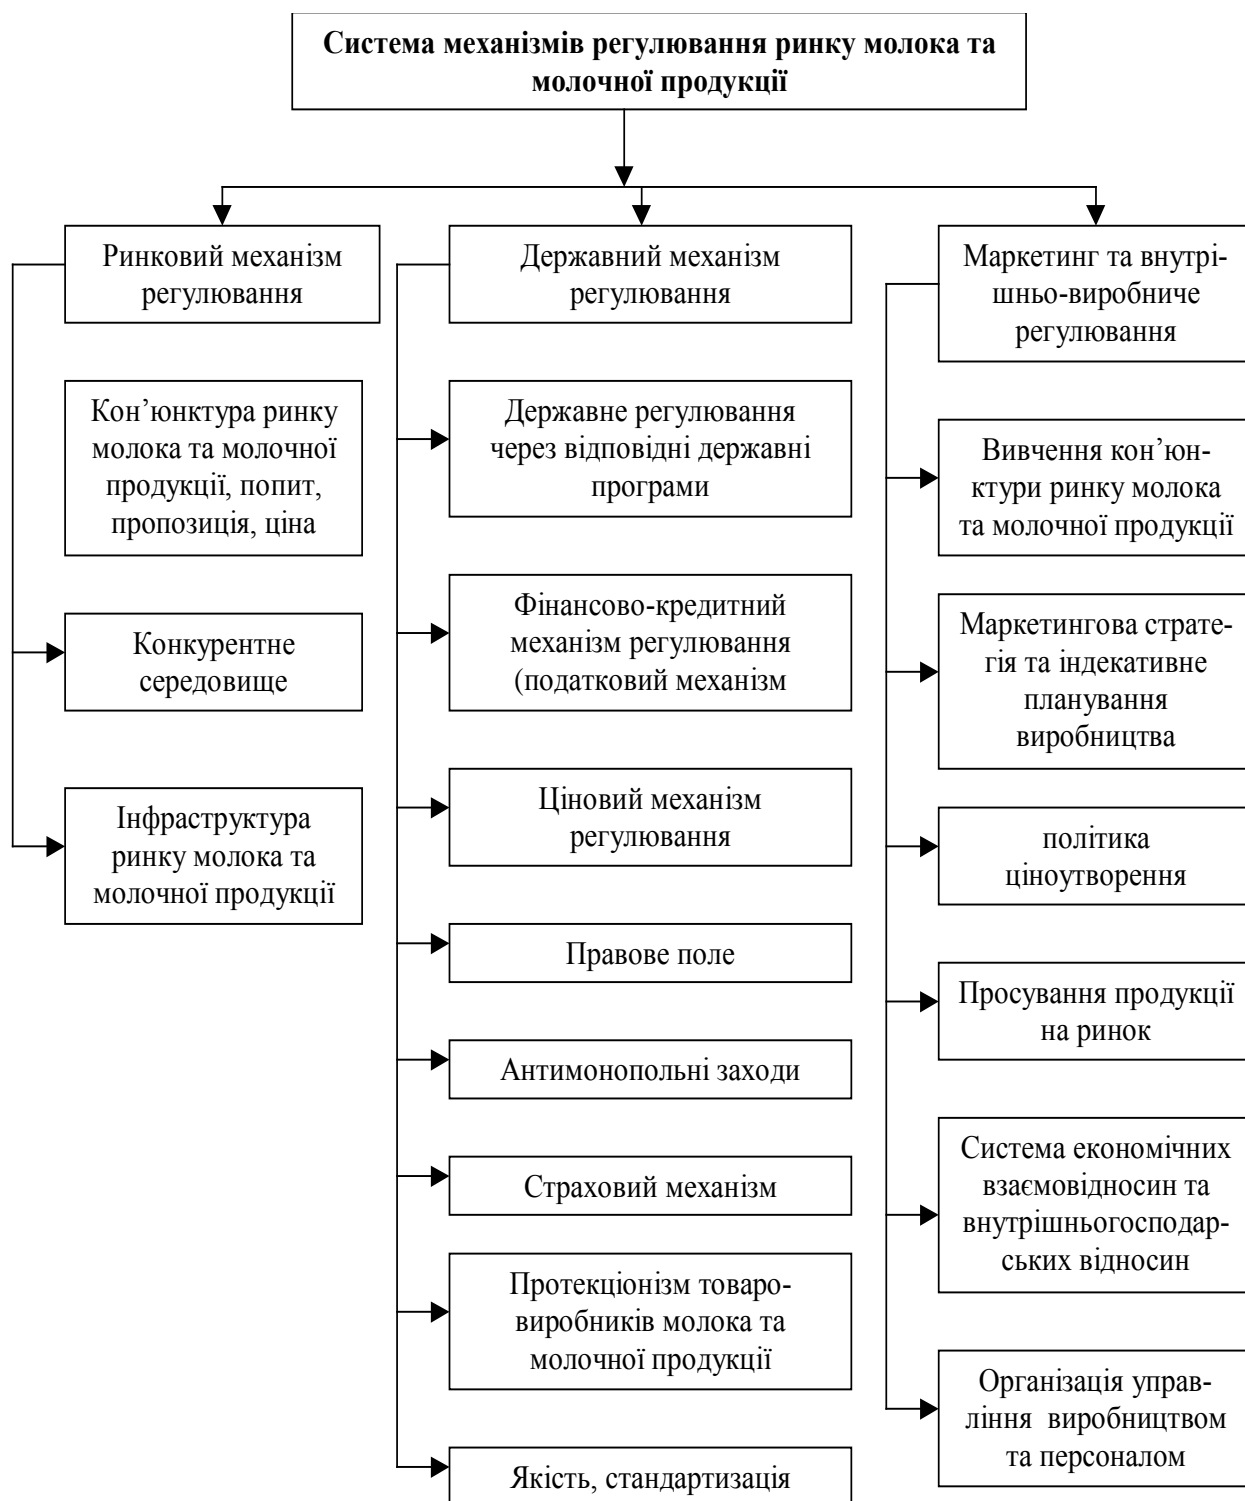 Система механізмів регулювання ринку молока та
молочної продукції
Ринковий механізм
регулювання
Кон’юнктура ринку
молока та молочної
продукції, попит,
пропозиція, ціна
Конкурентне
середовище
Інфраструктура
ринку молока та
молочної продукції
Державний механізм
регулювання
Державне регулювання
через відповідні державні
програми
Фінансово-кредитний
механізм регулювання
(податковий механізм
Ціновий механізм
регулювання
Правове поле
Антимонопольні заходи
Страховий механізм
Протекціонізм товаро-
виробників молока та
молочної продукції
Якість, стандартизація
Маркетинг та внутрі-
шньо-виробниче
регулювання
Вивчення кон’юн-
ктури ринку молока
та молочної продукції
Маркетингова страте-
гія та індекативне
планування
виробництва
політика
ціноутворення
Просування продукції
на ринок
Система економічних
взаємовідносин та
внутрішньогосподар-
ських відносин
Організація управ-
ління виробництвом
та персоналом